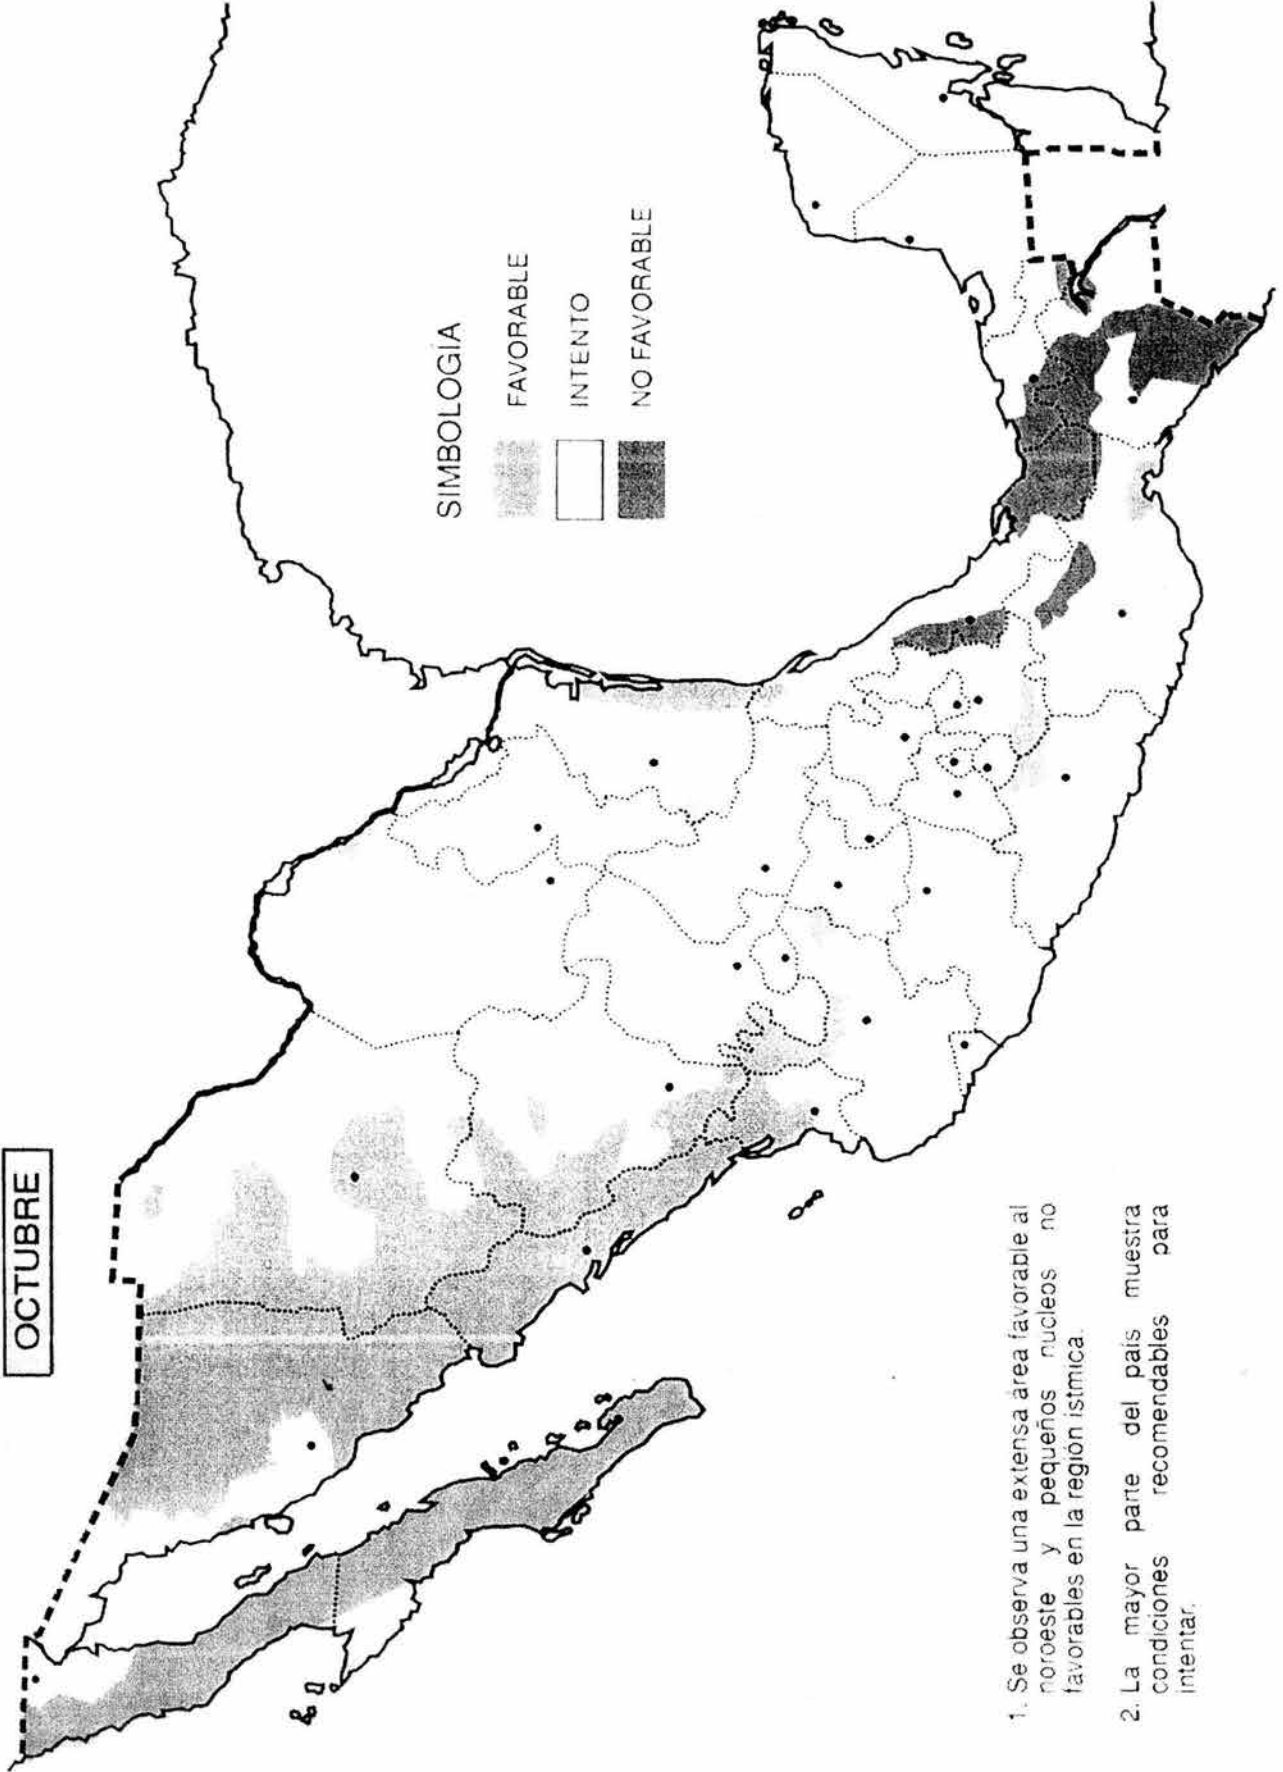 OCTUBRE
SIMBOLOGÍA
FAVORABLE
INTENTO
NO FAVORABLE
1. Se observa una extensa área favorable al
noroeste y pequeños nucleos no
favorables en la región ístmica.
2. La mayor parte del país muestra
condiciones recomendables para
intentar.